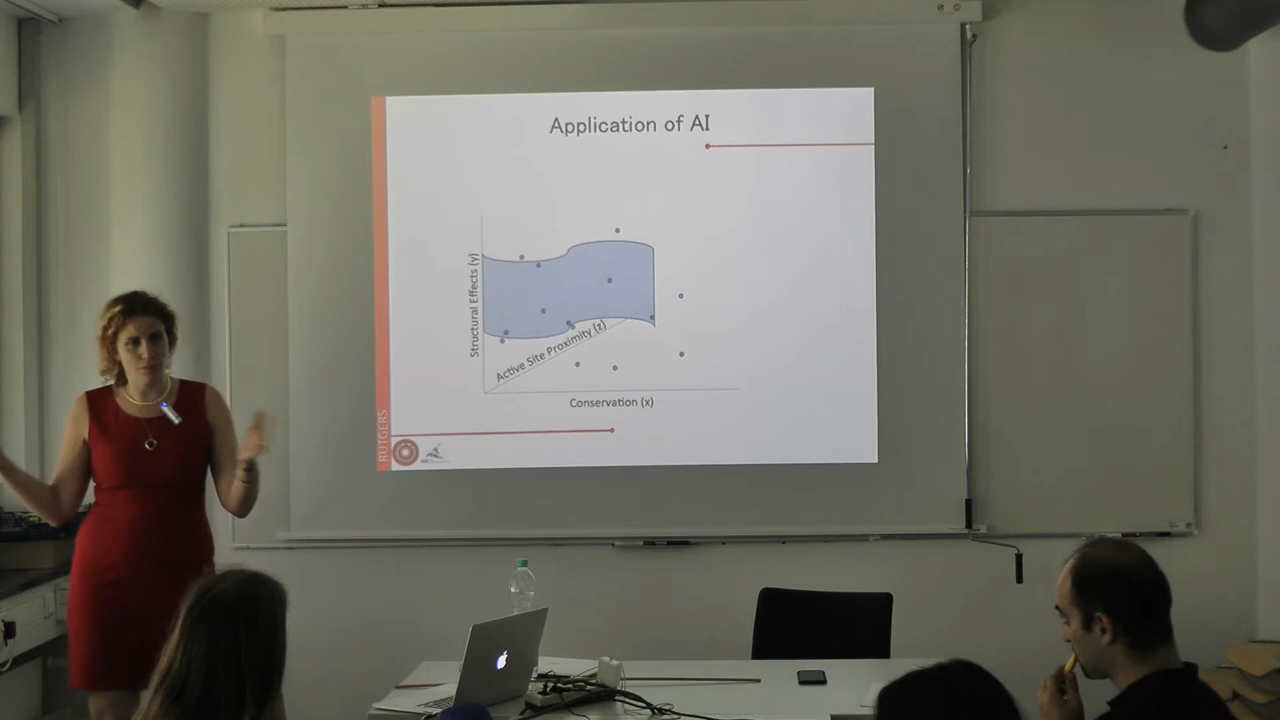 Application of AI
Structural Effects (y)
Active Site Proximity (z)
Conservation (x)
RUTGERS